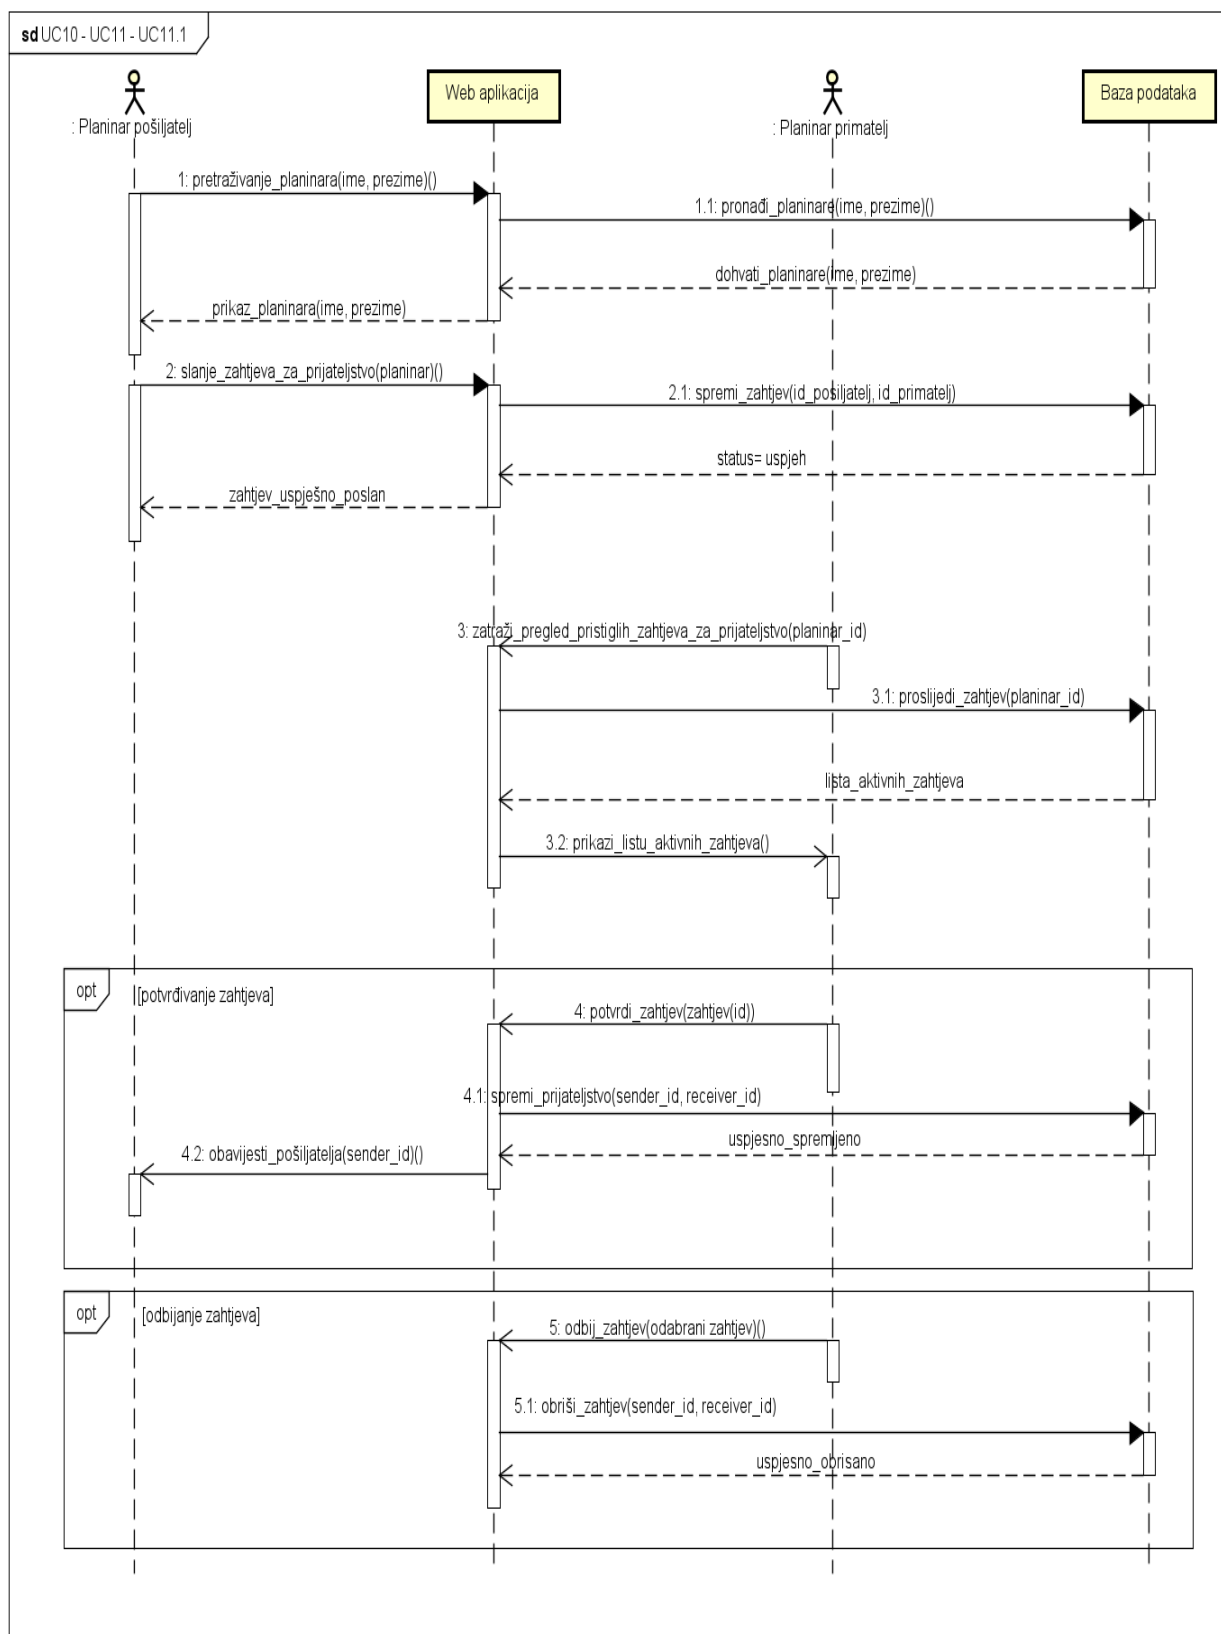 sd UC10 - UC11 - UC11.1
: Planinar pošiljatelj
Web aplikacija
: Planinar primatelj
Baza podataka
1: pretraživanje_planinara(ime, prezime)()
1.1: pronađi_planinare(ime, prezime)()
dohvati_planinare(ime, prezime)
prikaz_planinara(ime, prezime)
2: slanje_zahtjeva_za_prijateljstvo(planinar)()
2.1: spremi_zahtjev(id_posiljatelj, id_primatelj)
status= uspjeh
zahtjev_uspješno_poslan
3: zatraži_pregled_pristiglih_zahtjeva_za_prijateljstvo(planinar_id)
3.1: proslijedi_zahtjev(planinar_id)
lista_aktivnih_zahtjeva
3.2: prikazi_listu_aktivnih_zahtjeva()
opt
[potvrđivanje zahtjeva]
4: potvrdi_zahtjev(zahtjev(id))
4.1: spremi_prijateljstvo(sender_id, receiver_id)
uspjesno_spremljeno
4.2: obavijesti_pošiljatelja(sender_id)()
opt
[odbijanje zahtjeva]
5: odbij_zahtjev(odabrani zahtjev)()
5.1: obriši_zahtjev(sender_id, receiver_id)
uspjesno_obrisano